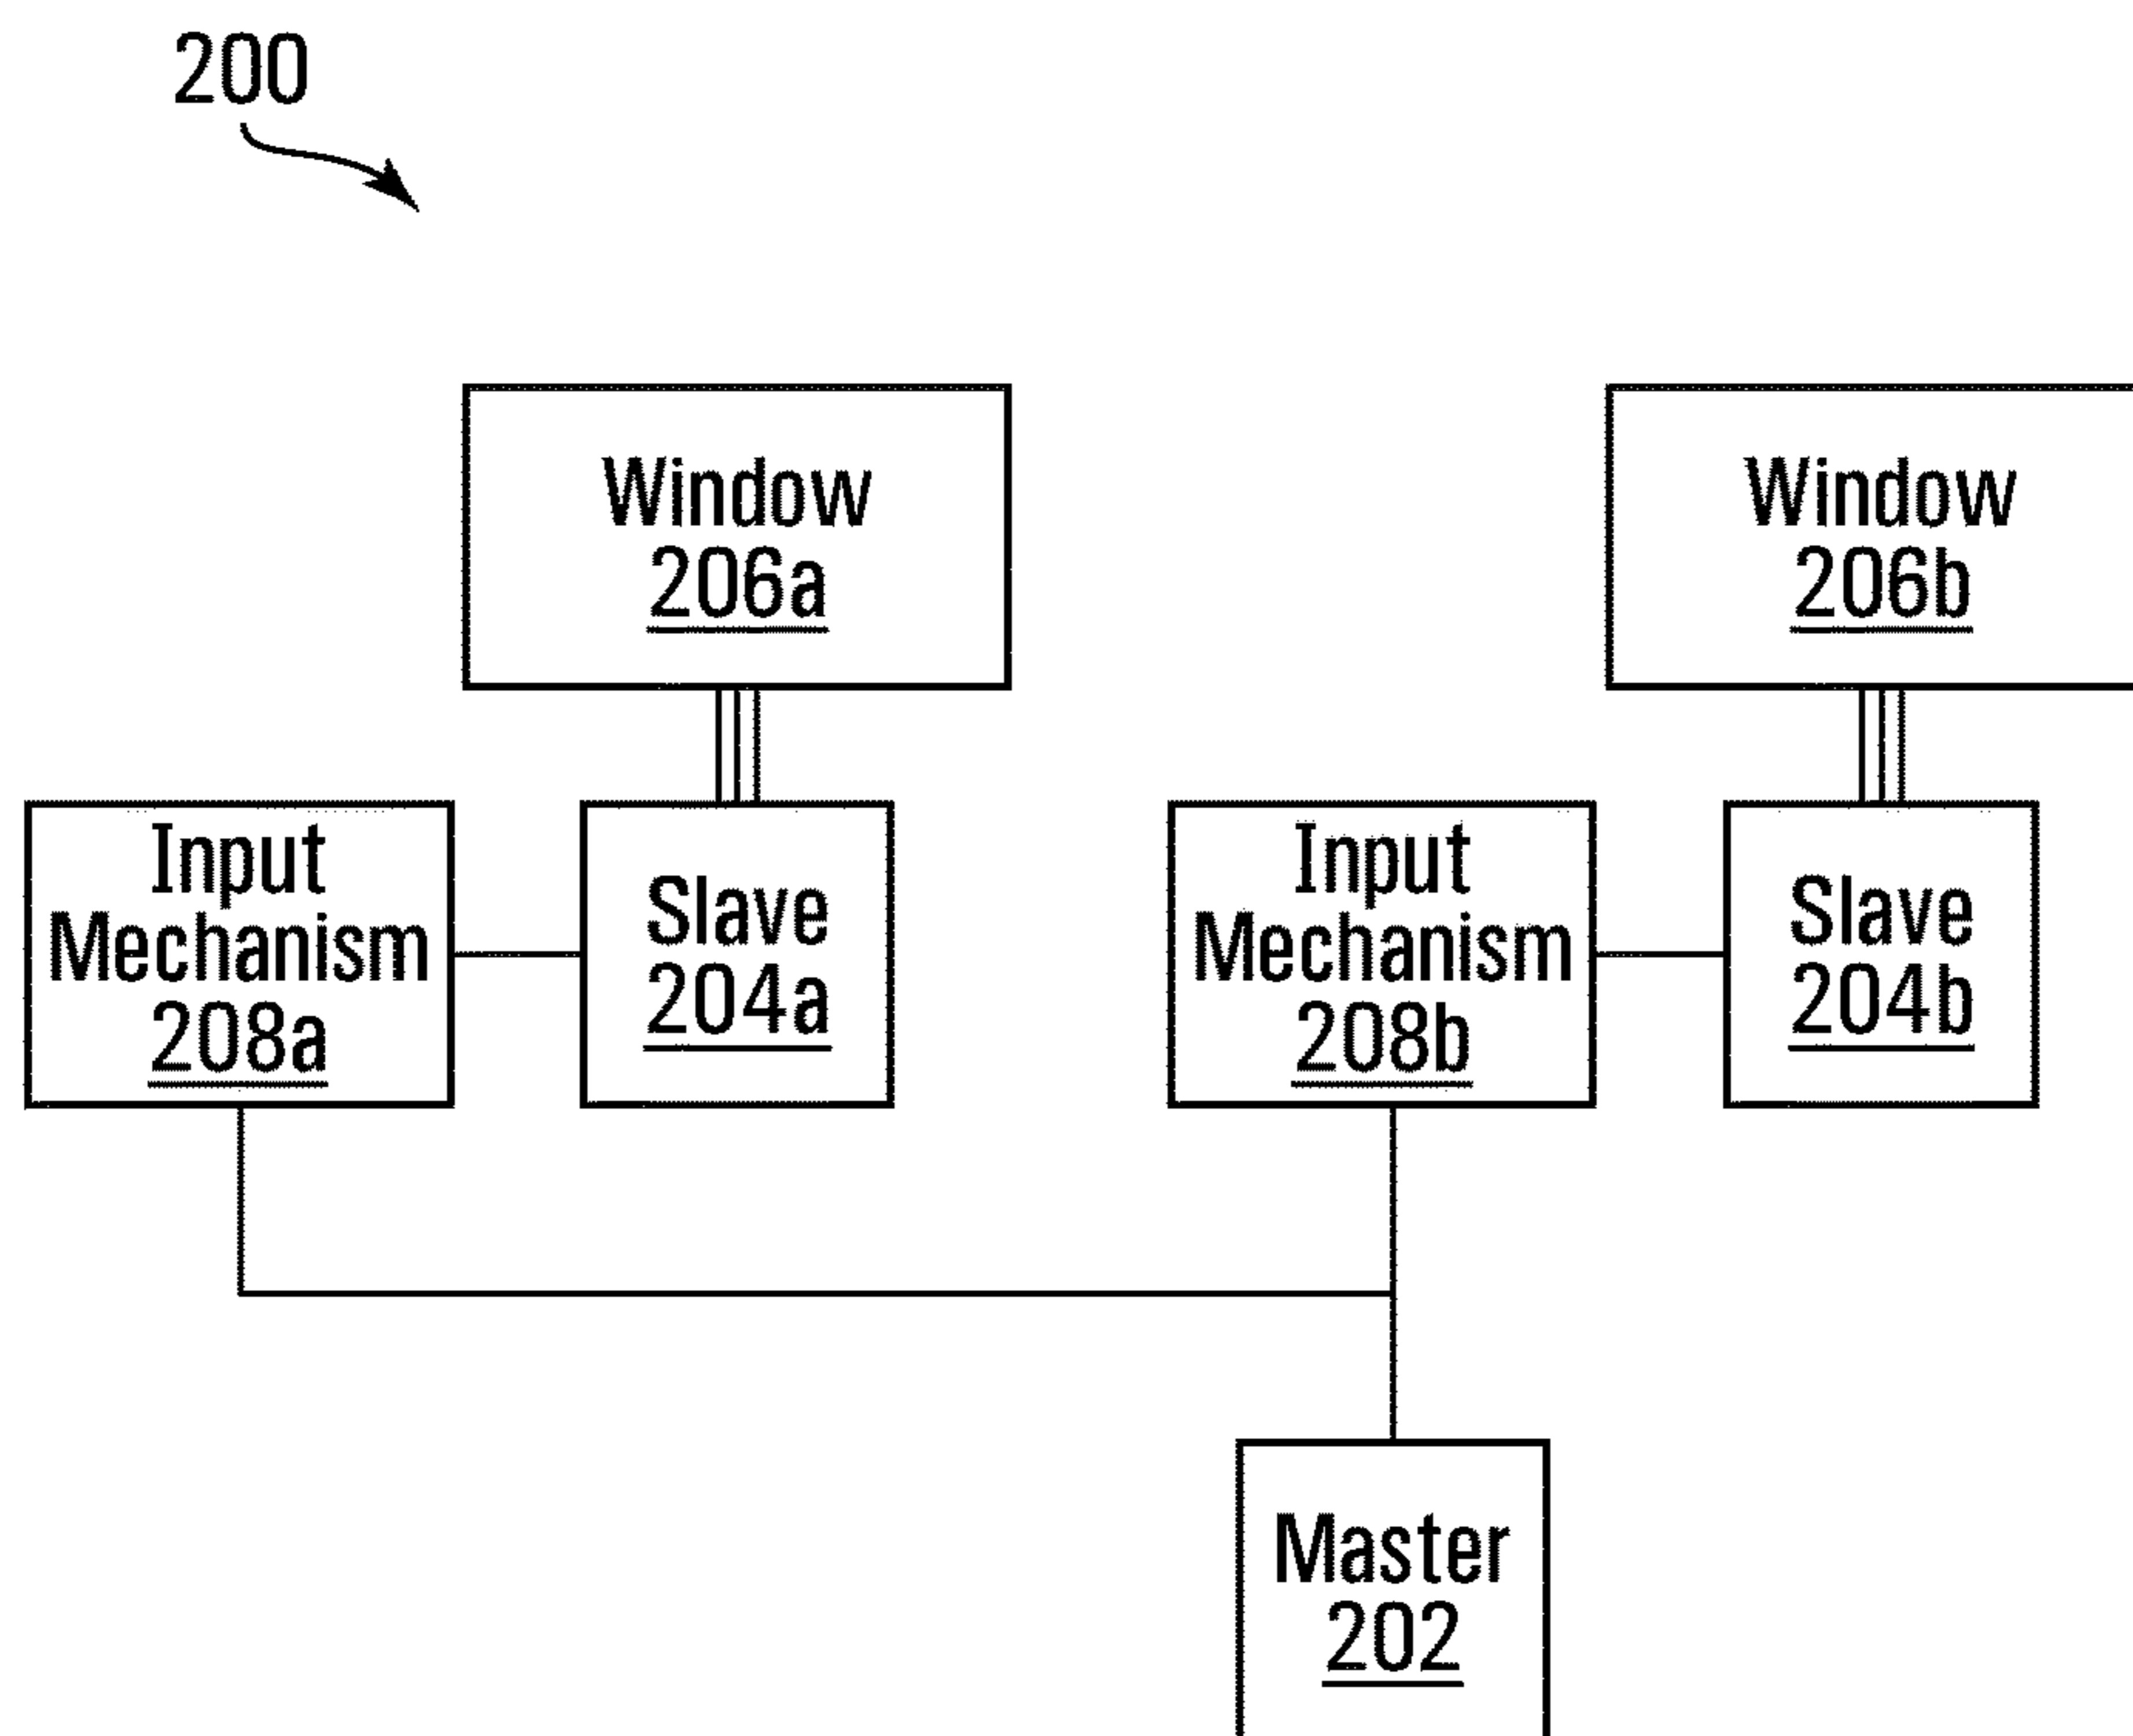 200
Window
206a
Window
206b
Input
Mechanism
208a
Slave
204a
Input
Mechanism
208b
Slave
204b
Master
202